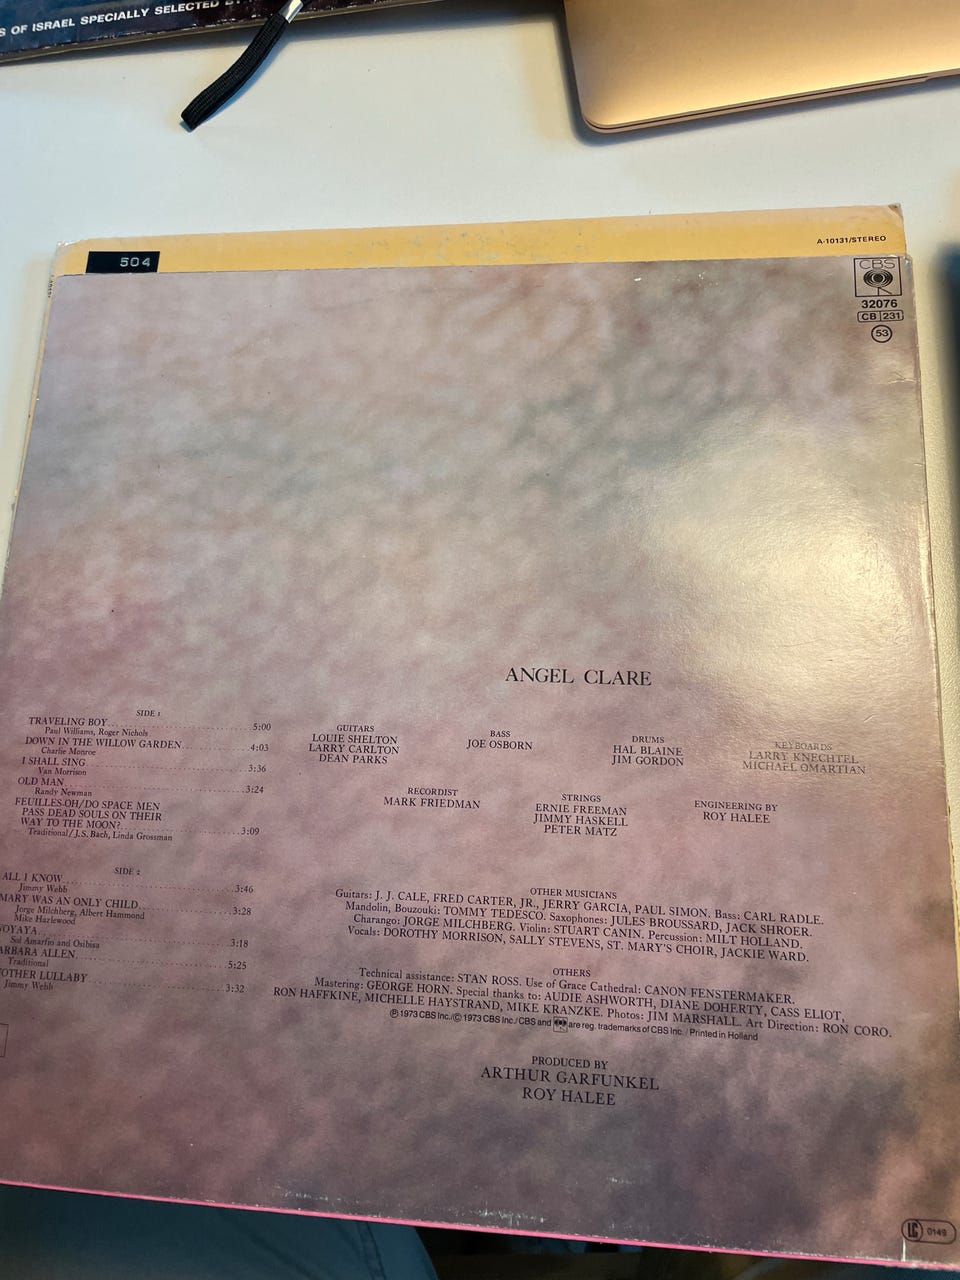 S OF ISRAEL SPECIALLY SELECTED
A-10131/STEREO
504
CBS
32076
CB 231
53
ANGEL CLARE
SIDE 1
TRAVELING BOY 5:00
Paul Williams, Roger Nichols
DOWN IN THE WILLOW GARDEN 4:03
Charlie Monroe
I SHALL SING 3:36
Van Morrison
OLD MAN 3:24
Randy Newman
FEUILLES-OH/DO SPACE MEN
PASS DEAD SOULS ON THEIR
WAY TO THE MOON? 3:09
Traditional/J.S. Bach, Linda Grossman
SIDE 2
ALL I KNOW 3:46
Jimmy Webb
MARY WAS AN ONLY CHILD 3:28
Jorge Milchberg, Albert Hammond
Mike Hazlewood
WOYAYA 3:18
Sol Amarfio and Osibisa
ARBARA ALLEN 5:25
Traditional
OTHER LULLABY 3:32
Jimmy Webb
GUITARS
LOUIE SHELTON
LARRY CARLTON
DEAN PARKS
BASS
JOE OSBORN
DRUMS
HAL BLAINE
JIM GORDON
KEYBOARDS
LARRY KNECHTEL
MICHAEL OMARTIAN
RECORDIST
MARK FRIEDMAN
STRINGS
ERNIE FREEMAN
JIMMY HASKELL
PETER MATZ
ENGINEERING BY
ROY HALEE
OTHER MUSICIANS
Guitars: J. J. CALE, FRED CARTER, JR., JERRY GARCIA, PAUL SIMON. Bass: CARL RADLE.
Mandolin, Bouzouki: TOMMY TEDESCO. Saxophones: JULES BROUSSARD, JACK SHROER.
Charango: JORGE MILCHBERG. Violin: STUART CANIN. Percussion: MILT HOLLAND.
Vocals: DOROTHY MORRISON, SALLY STEVENS, ST. MARY'S CHOIR, JACKIE WARD.
OTHERS
Technical assistance: STAN ROSS. Use of Grace Cathedral: CANON FENSTERMAKER.
Mastering: GEORGE HORN. Special thanks to: AUDIE ASHWORTH, DIANE DOHERTY, CASS ELIOT,
RON HAFFKINE, MICHELLE HAYSTRAND, MIKE KRANZKE. Photos: JIM MARSHALL. Art Direction: RON CORO.
℗ 1973 CBS Inc./© 1973 CBS Inc./CBS and are reg. trademarks of CBS Inc. / Printed in Holland
PRODUCED BY
ARTHUR GARFUNKEL
ROY HALEE
LC 0149